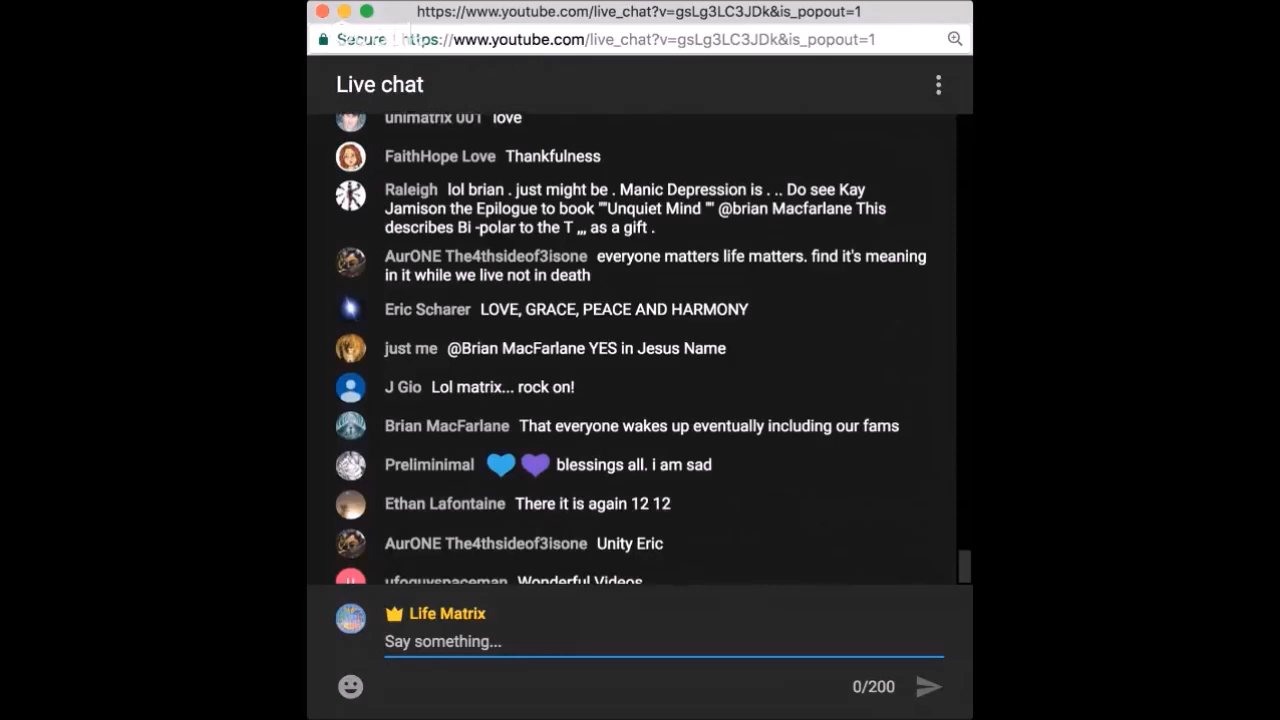 https://www.youtube.com/live_chat?v=gsLg3LC3JDk&is_popout=1
Secure https://www.youtube.com/live_chat?v=gsLg3LC3JDk&is_popout=1
Live chat
unimatrix 001 love
FaithHope Love Thankfulness
Raleigh lol brian . just might be . Manic Depression is . .. Do see Kay
Jamison the Epilogue to book ""Unquiet Mind "" @brian Macfarlane This
describes Bi -polar to the T ,,, as a gift .
AurONE The4thsideof3isone everyone matters life matters. find it's meaning
in it while we live not in death
Eric Scharer LOVE, GRACE, PEACE AND HARMONY
just me @Brian MacFarlane YES in Jesus Name
J Gio Lol matrix... rock on!
Brian MacFarlane That everyone wakes up eventually including our fams
Preliminimal 💙 💜 blessings all. i am sad
Ethan Lafontaine There it is again 12 12
AurONE The4thsideof3isone Unity Eric
ufoguyspaceman Wonderful Videos
Life Matrix
Say something...
0/200